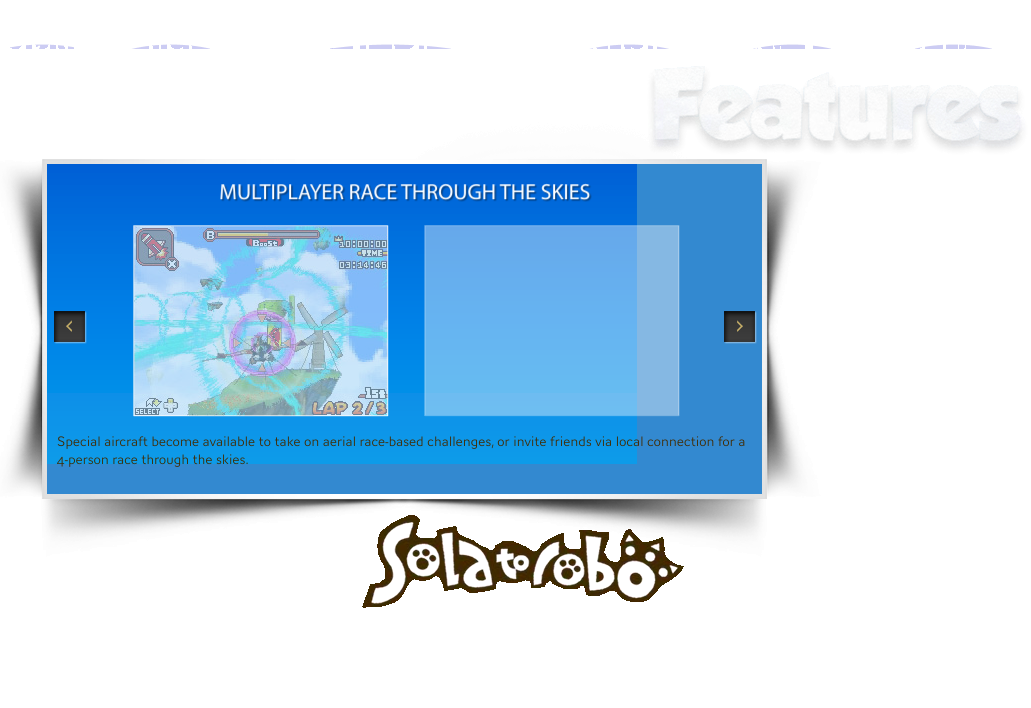 Features
MULTIPLAYER RACE THROUGH THE SKIES
B
Boost
10:00:00
TIME
03:14:46
X
1st
SELECT
LAP 2/3
Special aircraft become available to take on aerial race-based challenges, or invite friends via local connection for a
4-person race through the skies.
Solatorobo